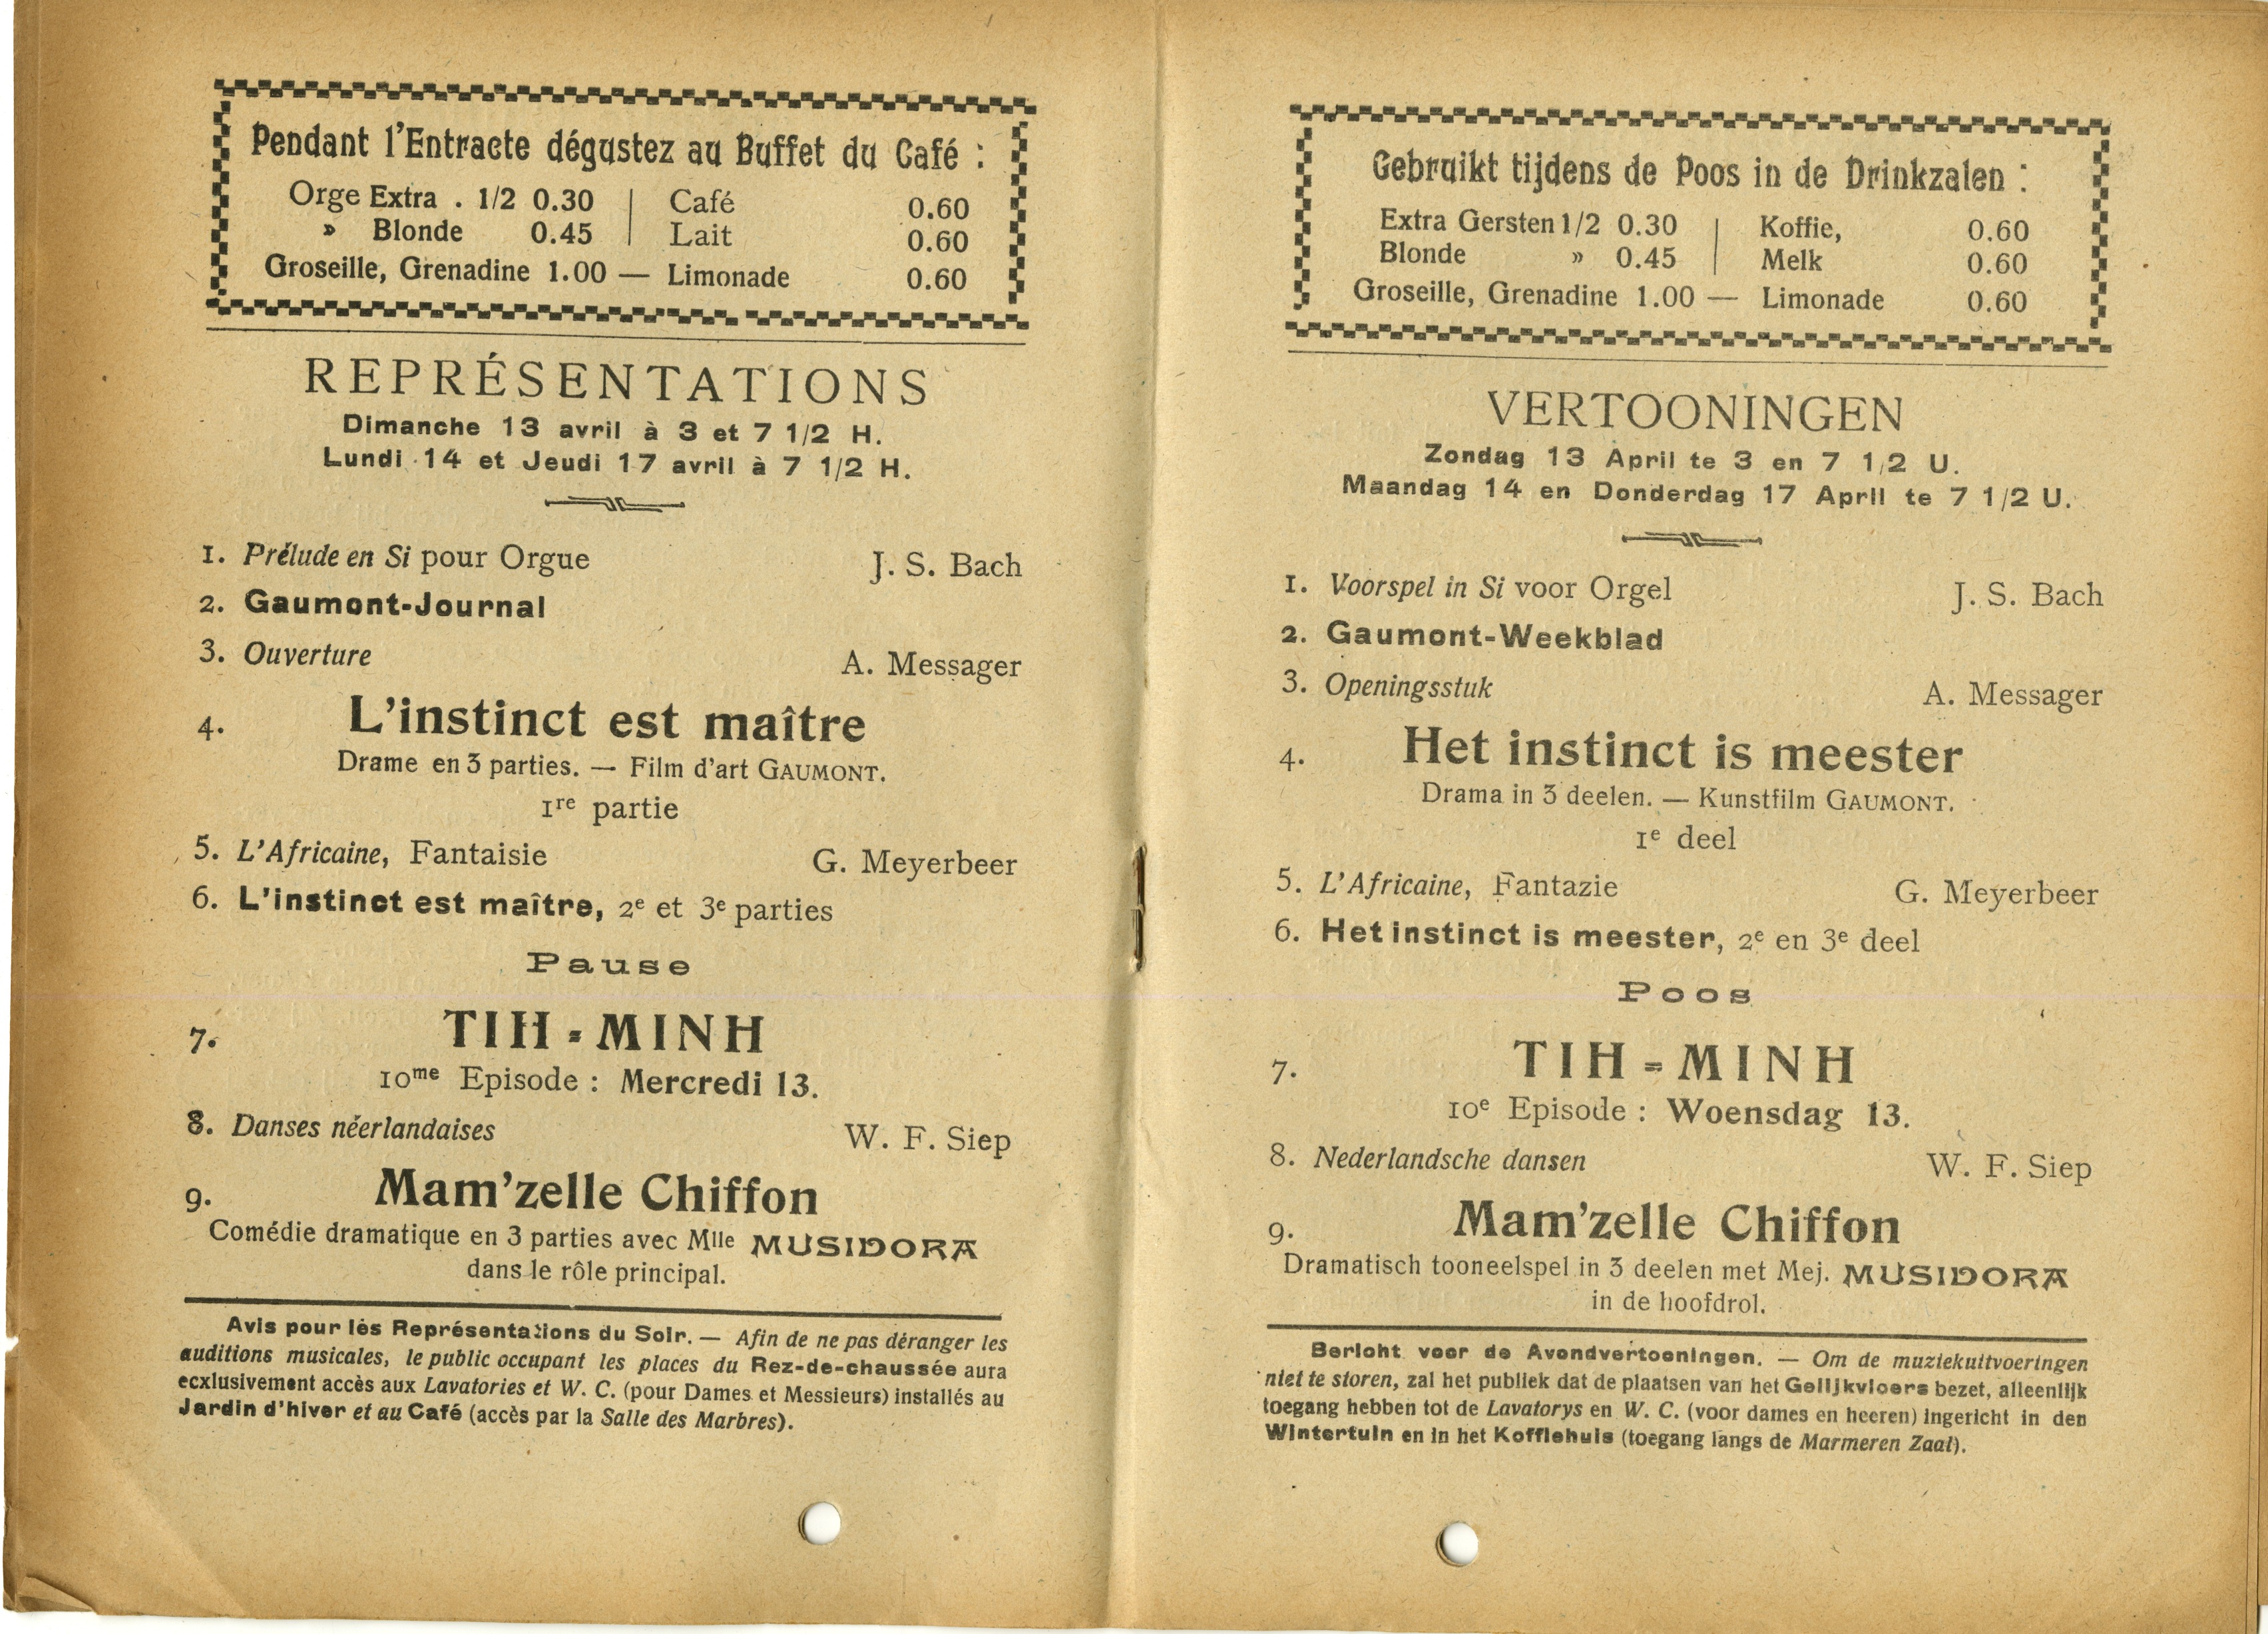 Pendant l'Entracte dégustez au Buffet du Café :
Orge Extra . 1/2 0.30 | Café 0.60
» Blonde 0.45 | Lait 0.60
Groseille, Grenadine 1.00 — Limonade 0.60
REPRÉSENTATIONS
Dimanche 13 avril à 3 et 7 1/2 H.
Lundi 14 et Jeudi 17 avril à 7 1/2 H.
1. Prélude en Si pour Orgue J. S. Bach
2. Gaumont-Journal
3. Ouverture A. Messager
4. L'instinct est maître
Drame en 3 parties. — Film d'art GAUMONT.
1re partie
5. L'Africaine, Fantaisie G. Meyerbeer
6. L'instinct est maître, 2e et 3e parties
Pause
7. TIH-MINH
10me Episode : Mercredi 13.
8. Danses néerlandaises W. F. Siep
9. Mam'zelle Chiffon
Comédie dramatique en 3 parties avec Mlle MUSIDORA
dans le rôle principal.
Avis pour lés Représentations du Soir. — Afin de ne pas déranger les
auditions musicales, le public occupant les places du Rez-de-chaussée aura
ecxlusivement accès aux Lavatories et W. C. (pour Dames et Messieurs) installés au
Jardin d'hiver et au Café (accès par la Salle des Marbres).
Gebruikt tijdens de Poos in de Drinkzalen :
Extra Gersten 1/2 0.30 | Koffie, 0.60
Blonde » 0.45 | Melk 0.60
Groseille, Grenadine 1.00 — Limonade 0.60
VERTOONINGEN
Zondag 13 April te 3 en 7 1/2 U.
Maandag 14 en Donderdag 17 April te 7 1/2 U.
1. Voorspel in Si voor Orgel J. S. Bach
2. Gaumont-Weekblad
3. Openingsstuk A. Messager
4. Het instinct is meester
Drama in 3 deelen. — Kunstfilm GAUMONT.
1e deel
5. L'Africaine, Fantazie G. Meyerbeer
6. Het instinct is meester, 2e en 3e deel
Poos
7. TIH-MINH
10e Episode : Woensdag 13.
8. Nederlandsche dansen W. F. Siep
9. Mam'zelle Chiffon
Dramatisch tooneelspel in 3 deelen met Mej. MUSIDORA
in de hoofdrol.
Bericht voor de Avondvertooningen. — Om de muziekuitvoeringen
niet te storen, zal het publiek dat de plaatsen van het Gelijkvloers bezet, alleenlijk
toegang hebben tot de Lavatorys en W. C. (voor dames en heeren) ingericht in den
Wintertuin en in het Koffiehuis (toegang langs de Marmeren Zaal).